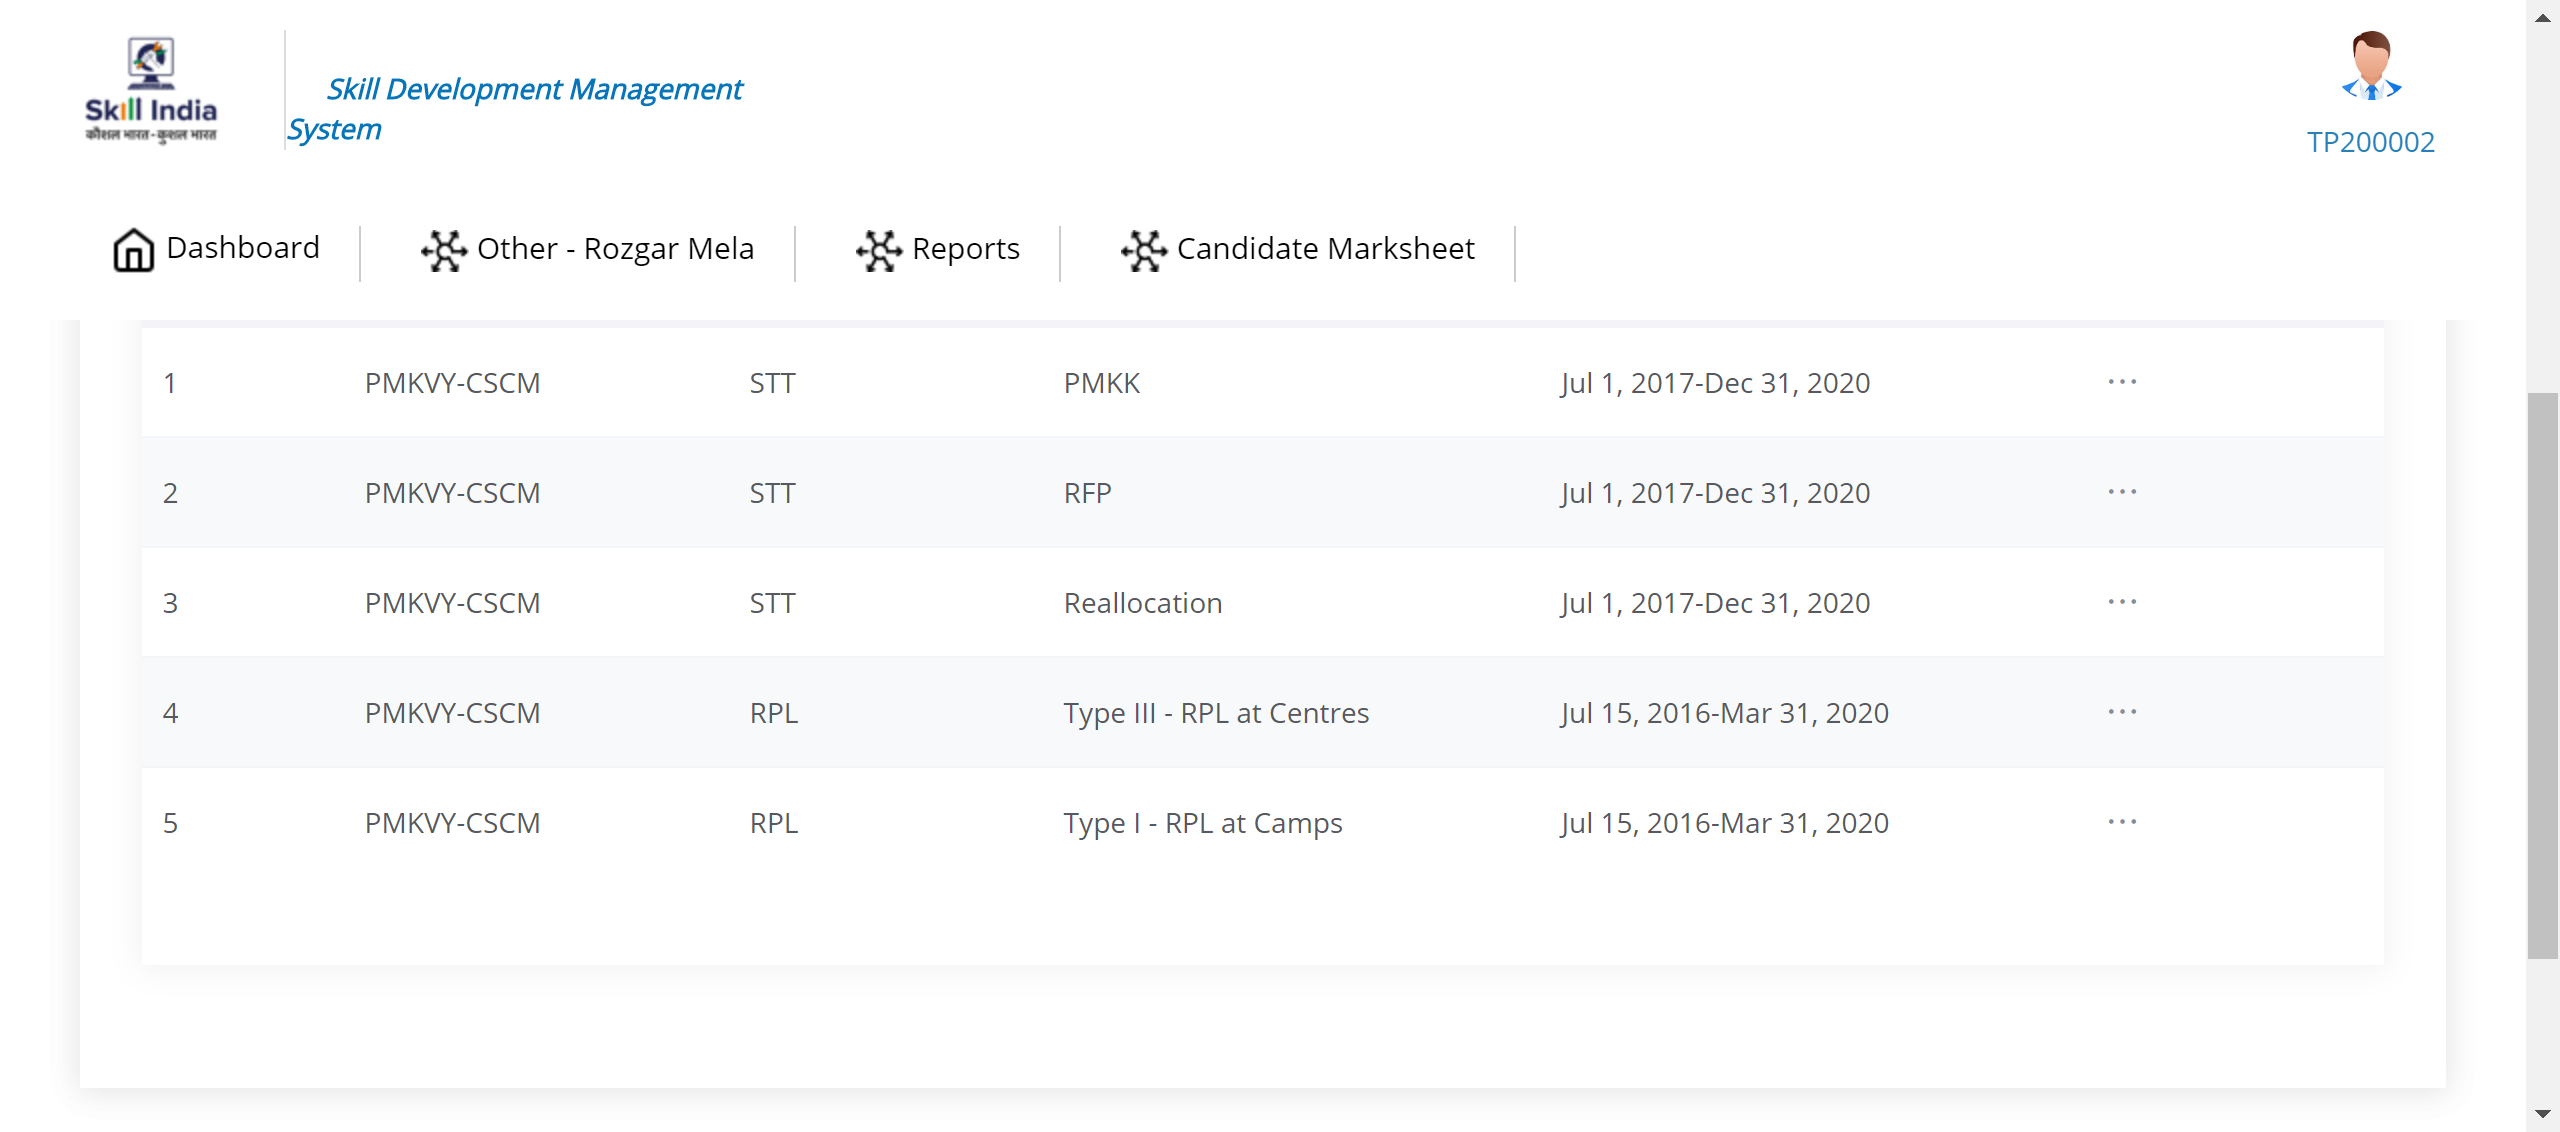 Skill India
कौशल भारत-कुशल भारत
Skill Development Management
System
TP200002
Dashboard
Other - Rozgar Mela
Reports
Candidate Marksheet
1 PMKVY-CSCM STT PMKK Jul 1, 2017-Dec 31, 2020 ...
2 PMKVY-CSCM STT RFP Jul 1, 2017-Dec 31, 2020 ...
3 PMKVY-CSCM STT Reallocation Jul 1, 2017-Dec 31, 2020 ...
4 PMKVY-CSCM RPL Type III - RPL at Centres Jul 15, 2016-Mar 31, 2020 ...
5 PMKVY-CSCM RPL Type I - RPL at Camps Jul 15, 2016-Mar 31, 2020 ...